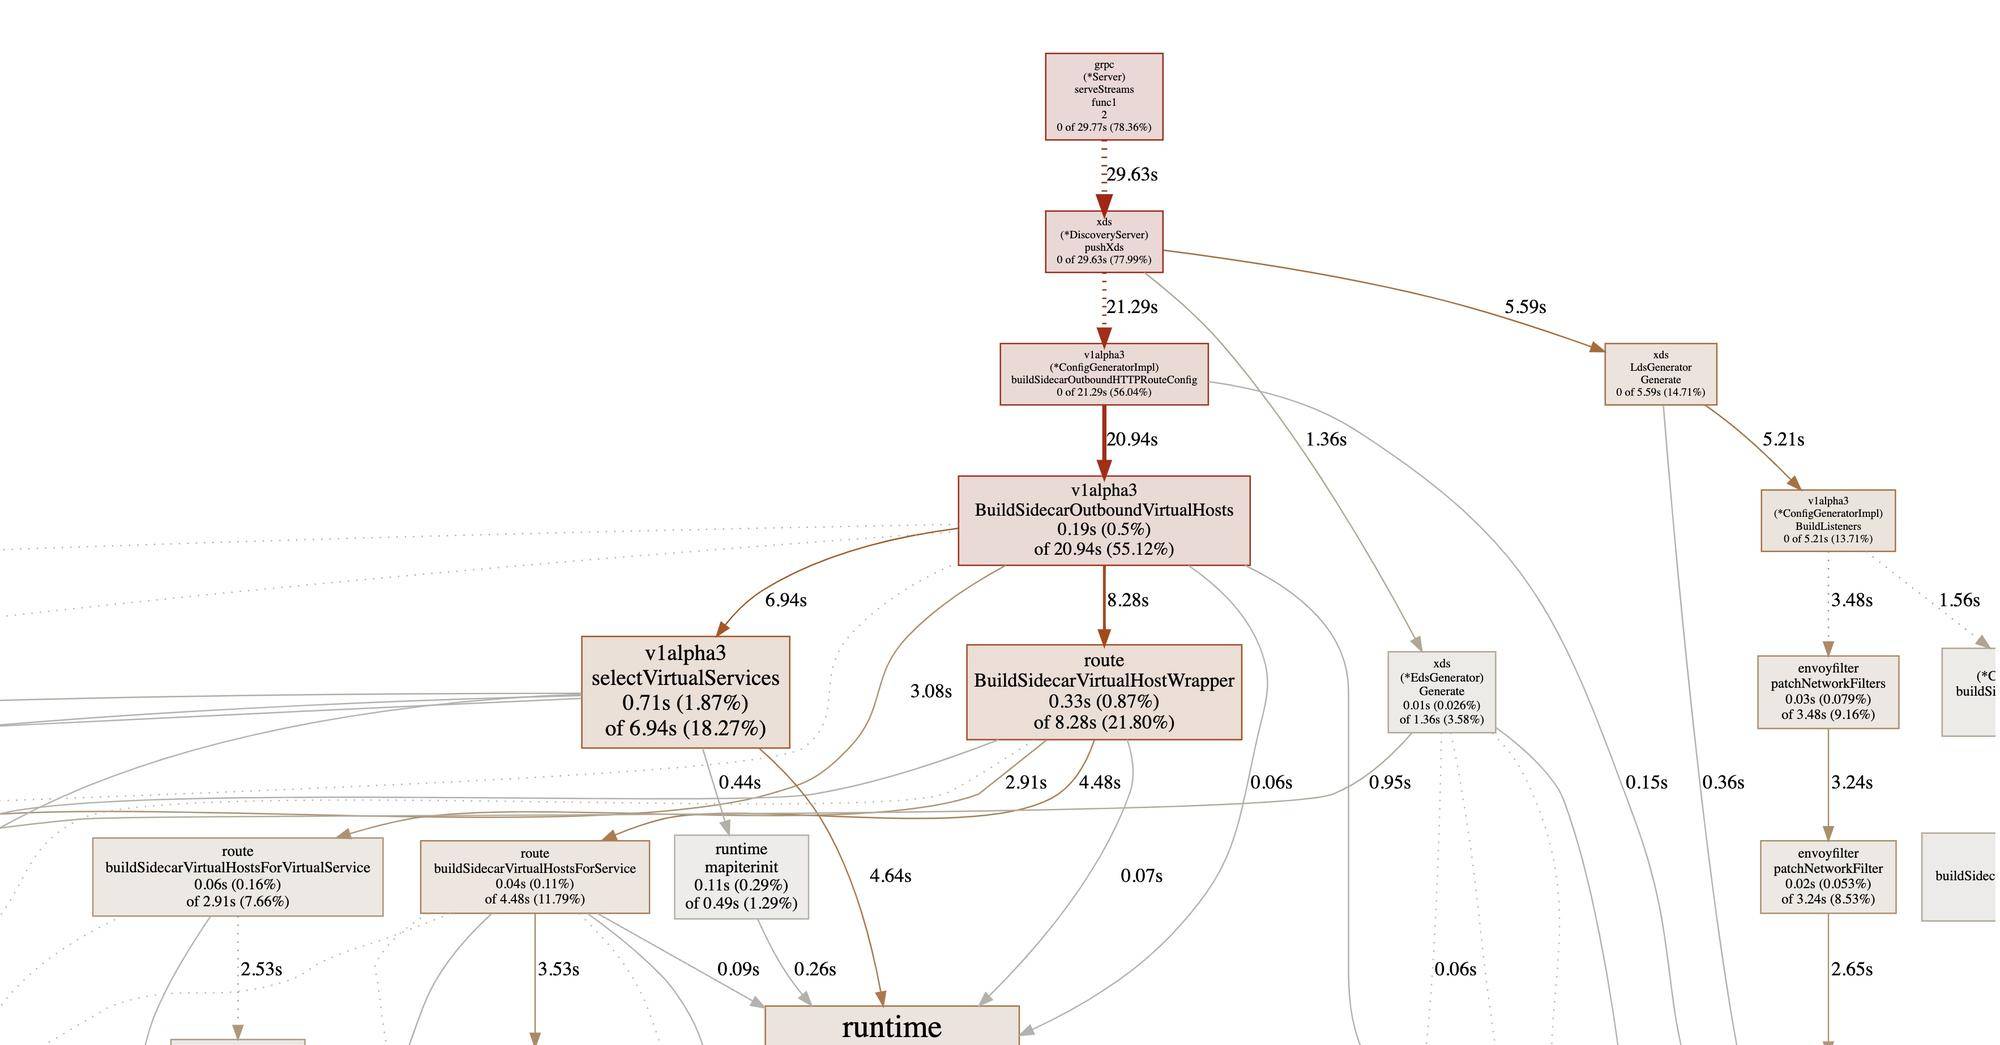 grpc
(*Server)
serveStreams
func1
2
0 of 29.77s (78.36%)
29.63s
xds
(*DiscoveryServer)
pushXds
0 of 29.63s (77.99%)
21.29s
5.59s
v1alpha3
(*ConfigGeneratorImpl)
buildSidecarOutboundHTTPRouteConfig
0 of 21.29s (56.04%)
xds
LdsGenerator
Generate
0 of 5.59s (14.71%)
20.94s
1.36s
5.21s
v1alpha3
BuildSidecarOutboundVirtualHosts
0.19s (0.5%)
of 20.94s (55.12%)
v1alpha3
(*ConfigGeneratorImpl)
BuildListeners
0 of 5.21s (13.71%)
6.94s
8.28s
3.48s
1.56s
v1alpha3
selectVirtualServices
0.71s (1.87%)
of 6.94s (18.27%)
3.08s
route
BuildSidecarVirtualHostWrapper
0.33s (0.87%)
of 8.28s (21.80%)
xds
(*EdsGenerator)
Generate
0.01s (0.026%)
of 1.36s (3.58%)
envoyfilter
patchNetworkFilters
0.03s (0.079%)
of 3.48s (9.16%)
(*C
buildSi
0.44s
2.91s
4.48s
0.06s
0.95s
0.15s
0.36s
3.24s
route
buildSidecarVirtualHostsForVirtualService
0.06s (0.16%)
of 2.91s (7.66%)
route
buildSidecarVirtualHostsForService
0.04s (0.11%)
of 4.48s (11.79%)
runtime
mapiterinit
0.11s (0.29%)
of 0.49s (1.29%)
4.64s
0.07s
envoyfilter
patchNetworkFilter
0.02s (0.053%)
of 3.24s (8.53%)
buildSidec
2.53s
3.53s
0.09s
0.26s
0.06s
2.65s
runtime